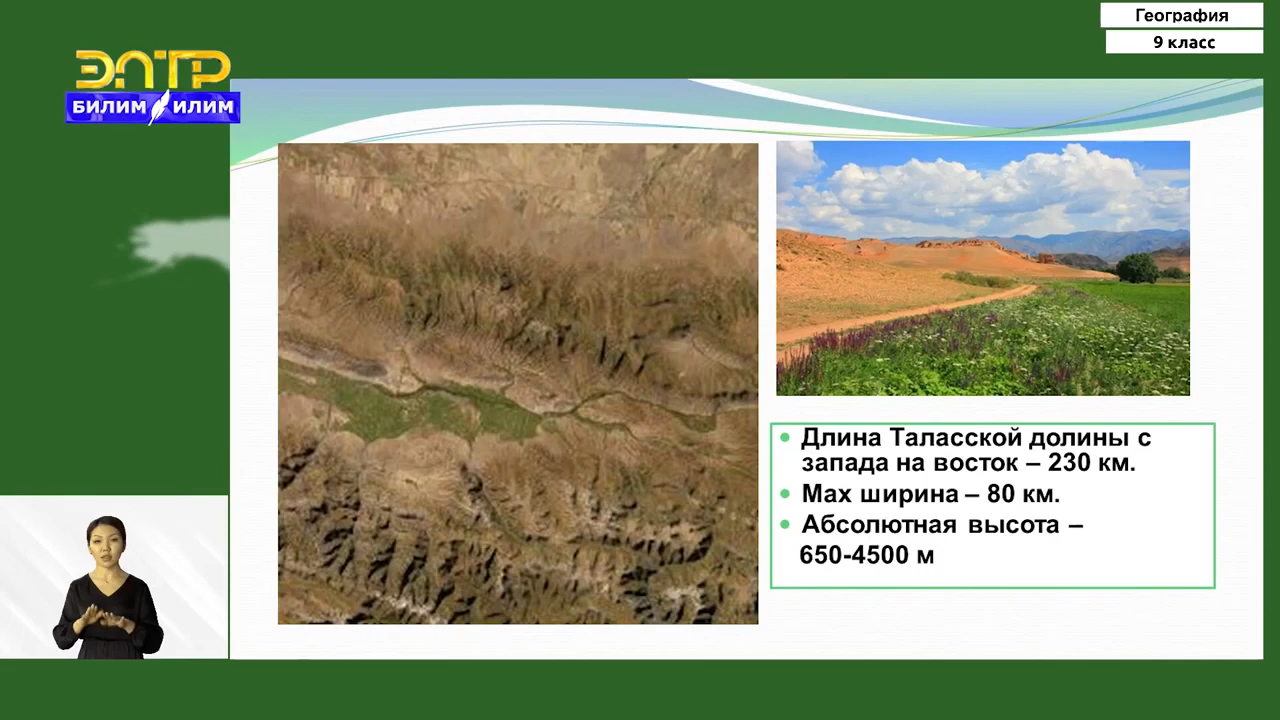 География
9 класс
ЭЛТР
БИЛИМ ИЛИМ
• Длина Таласской долины с
запада на восток – 230 км.
• Мах ширина – 80 км.
• Абсолютная высота –
650-4500 м